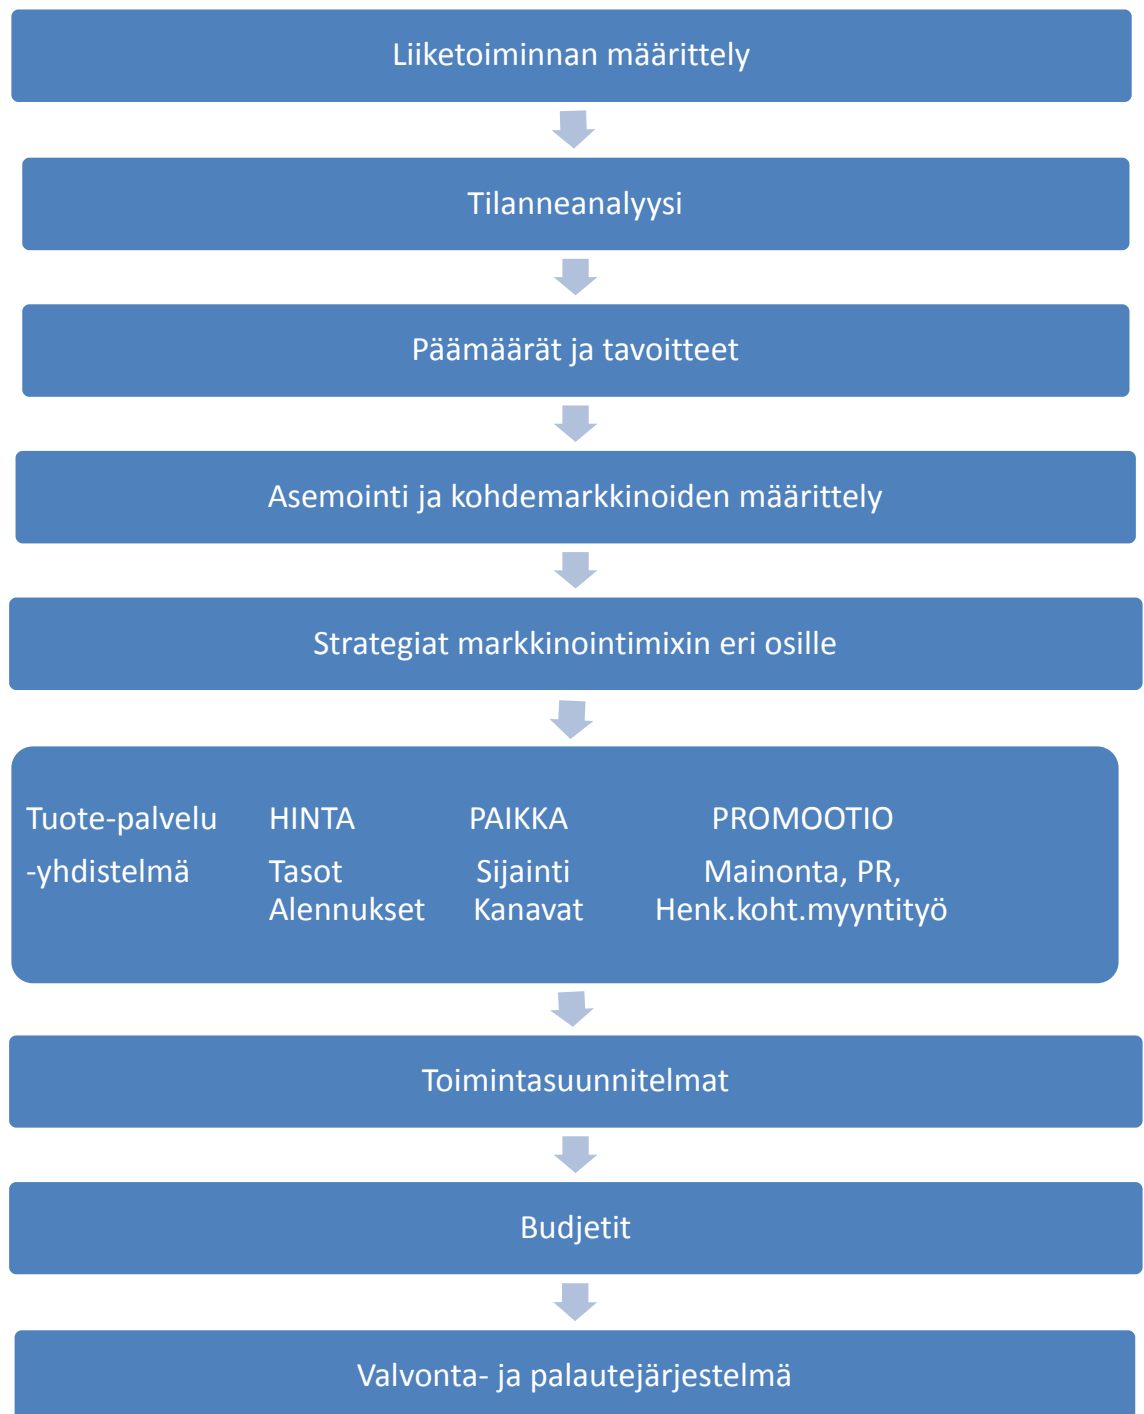 Liiketoiminnan määrittely
Tilanneanalyysi
Päämäärät ja tavoitteet
Asemointi ja kohdemarkkinoiden määrittely
Strategiat markkinointimixin eri osille
Tuote-palvelu HINTA PAIKKA PROMOOTIO
-yhdistelmä Tasot Sijainti Mainonta, PR,
Alennukset Kanavat Henk.koht.myyntityö
Toimintasuunnitelmat
Budjetit
Valvonta- ja palautejärjestelmä